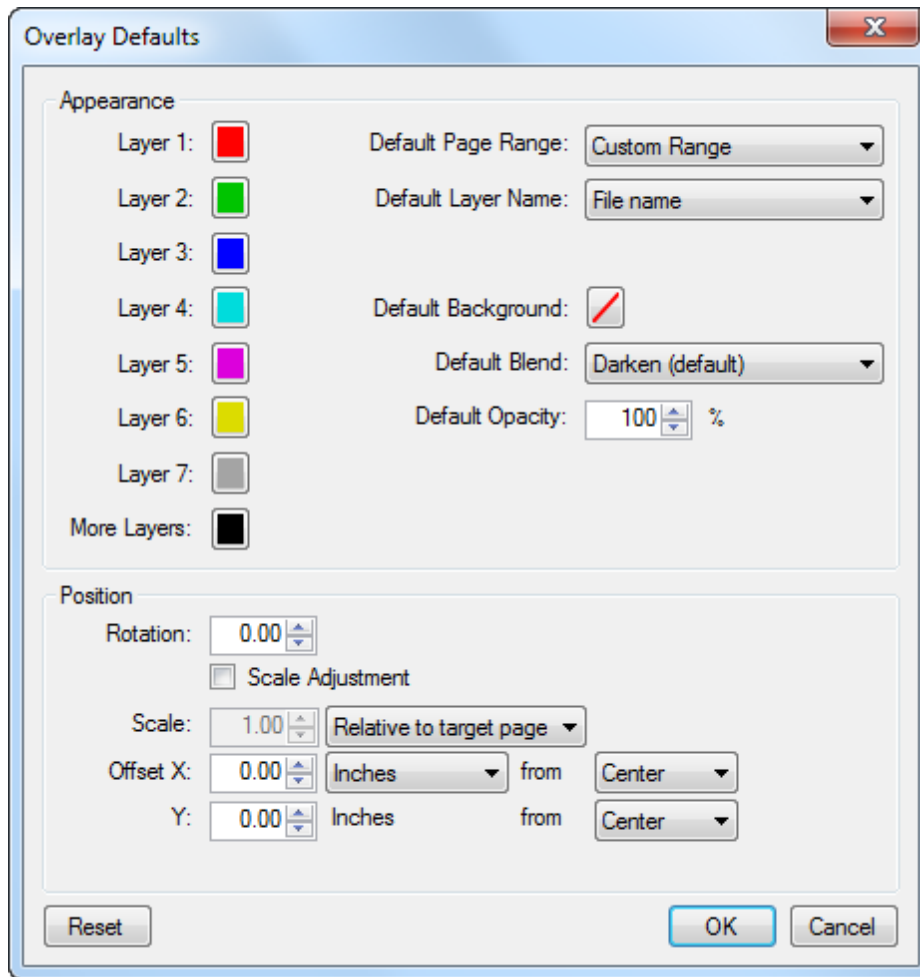 Overlay Defaults
Appearance
Layer 1: Default Page Range: Custom Range
Layer 2: Default Layer Name: File name
Layer 3:
Layer 4: Default Background:
Layer 5: Default Blend: Darken (default)
Layer 6: Default Opacity: 100 %
Layer 7:
More Layers:
Position
Rotation: 0.00
Scale Adjustment
Scale: 1.00 Relative to target page
Offset X: 0.00 Inches from Center
Y: 0.00 Inches from Center
Reset OK Cancel